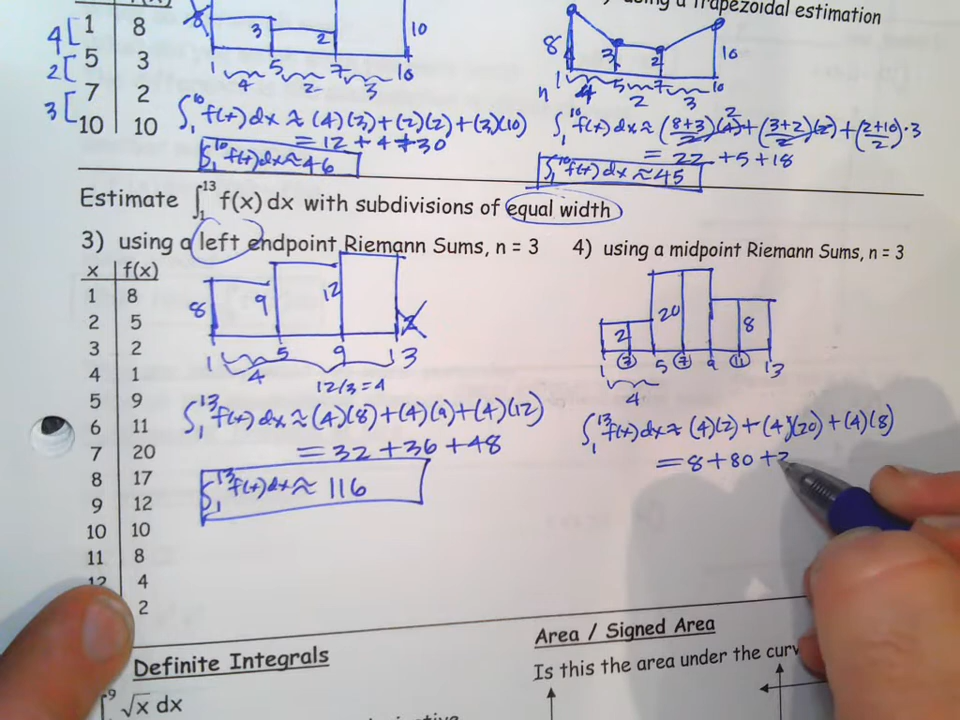 using a Trapezoidal estimation
f(x)
4[ 1 8
5 3
2[ 7 2
3[ 10 10
3 2 10
1 5 7 10
4 2 3
∫₁¹⁰ f(x)dx ≈ (4)(3)+(2)(2)+(3)(10)
= 12 + 4 + 30
∫₁¹⁰ f(x)dx ≈ 46
8 3 2 10
1 5 7 10
4 2 3
∫₁¹⁰ f(x)dx ≈ (8+3)/2 (4) + (3+2)/2 (2) + (2+10)/2 · 3
= 22 + 5 + 18
∫₁¹⁰ f(x)dx ≈ 45
Estimate ∫₁¹³ f(x) dx with subdivisions of equal width
3) using a left endpoint Riemann Sums, n = 3
x f(x)
1 8
2 5
3 2
4 1
5 9
6 11
7 20
8 17
9 12
10 10
11 8
12 4
2
8 9 12 2
1 5 9 13
4
12/3 = 4
∫₁¹³ f(x)dx ≈ (4)(8)+(4)(9)+(4)(12)
= 32 + 36 + 48
∫₁¹³ f(x)dx ≈ 116
4) using a midpoint Riemann Sums, n = 3
2 20 8
1 3 5 7 9 11 13
4
∫₁¹³ f(x)dx ≈ (4)(2)+(4)(20)+(4)(8)
= 8 + 80 + 3
Definite Integrals
9 √x dx
Area / Signed Area
Is this the area under the curv